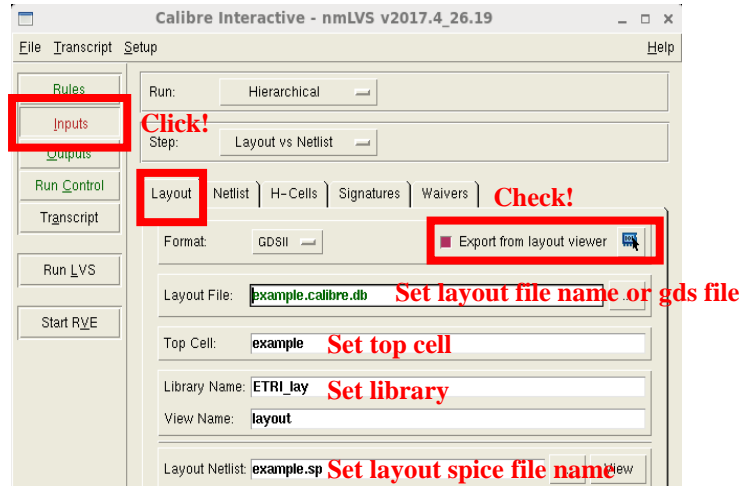 Calibre Interactive - nmLVS v2017.4_26.19
File Transcript Setup Help
Rules
Inputs
Click!
Outputs
Run Control
Transcript
Run LVS
Start RVE
Run: Hierarchical
Step: Layout vs Netlist
Layout Netlist H-Cells Signatures Waivers
Check!
Format: GDSII Export from layout viewer
Layout File: example.calibre.db ...
Set layout file name or gds file
Top Cell: example
Set top cell
Library Name: ETRI_lay
Set library
View Name: layout
Layout Netlist: example.sp View
Set layout spice file name